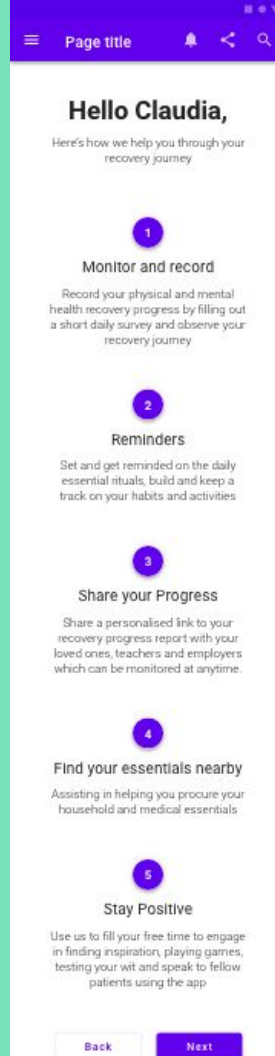 Page title
Hello Claudia,
Here's how we help you through your
recovery journey
1
Monitor and record
Record your physical and mental
health recovery progress by filling out
a short daily survey and observe your
recovery journey
2
Reminders
Set and get reminded on the daily
essential rituals, build and keep a
track on your habits and activities
3
Share your Progress
Share a personalised link to your
recovery progress report with your
loved ones, teachers and employers
which can be monitored at anytime.
4
Find your essentials nearby
Assisting in helping you procure your
household and medical essentials
5
Stay Positive
Use us to fill your free time to engage
in finding inspiration, playing games,
testing your wit and speak to fellow
patients using the app
Back Next